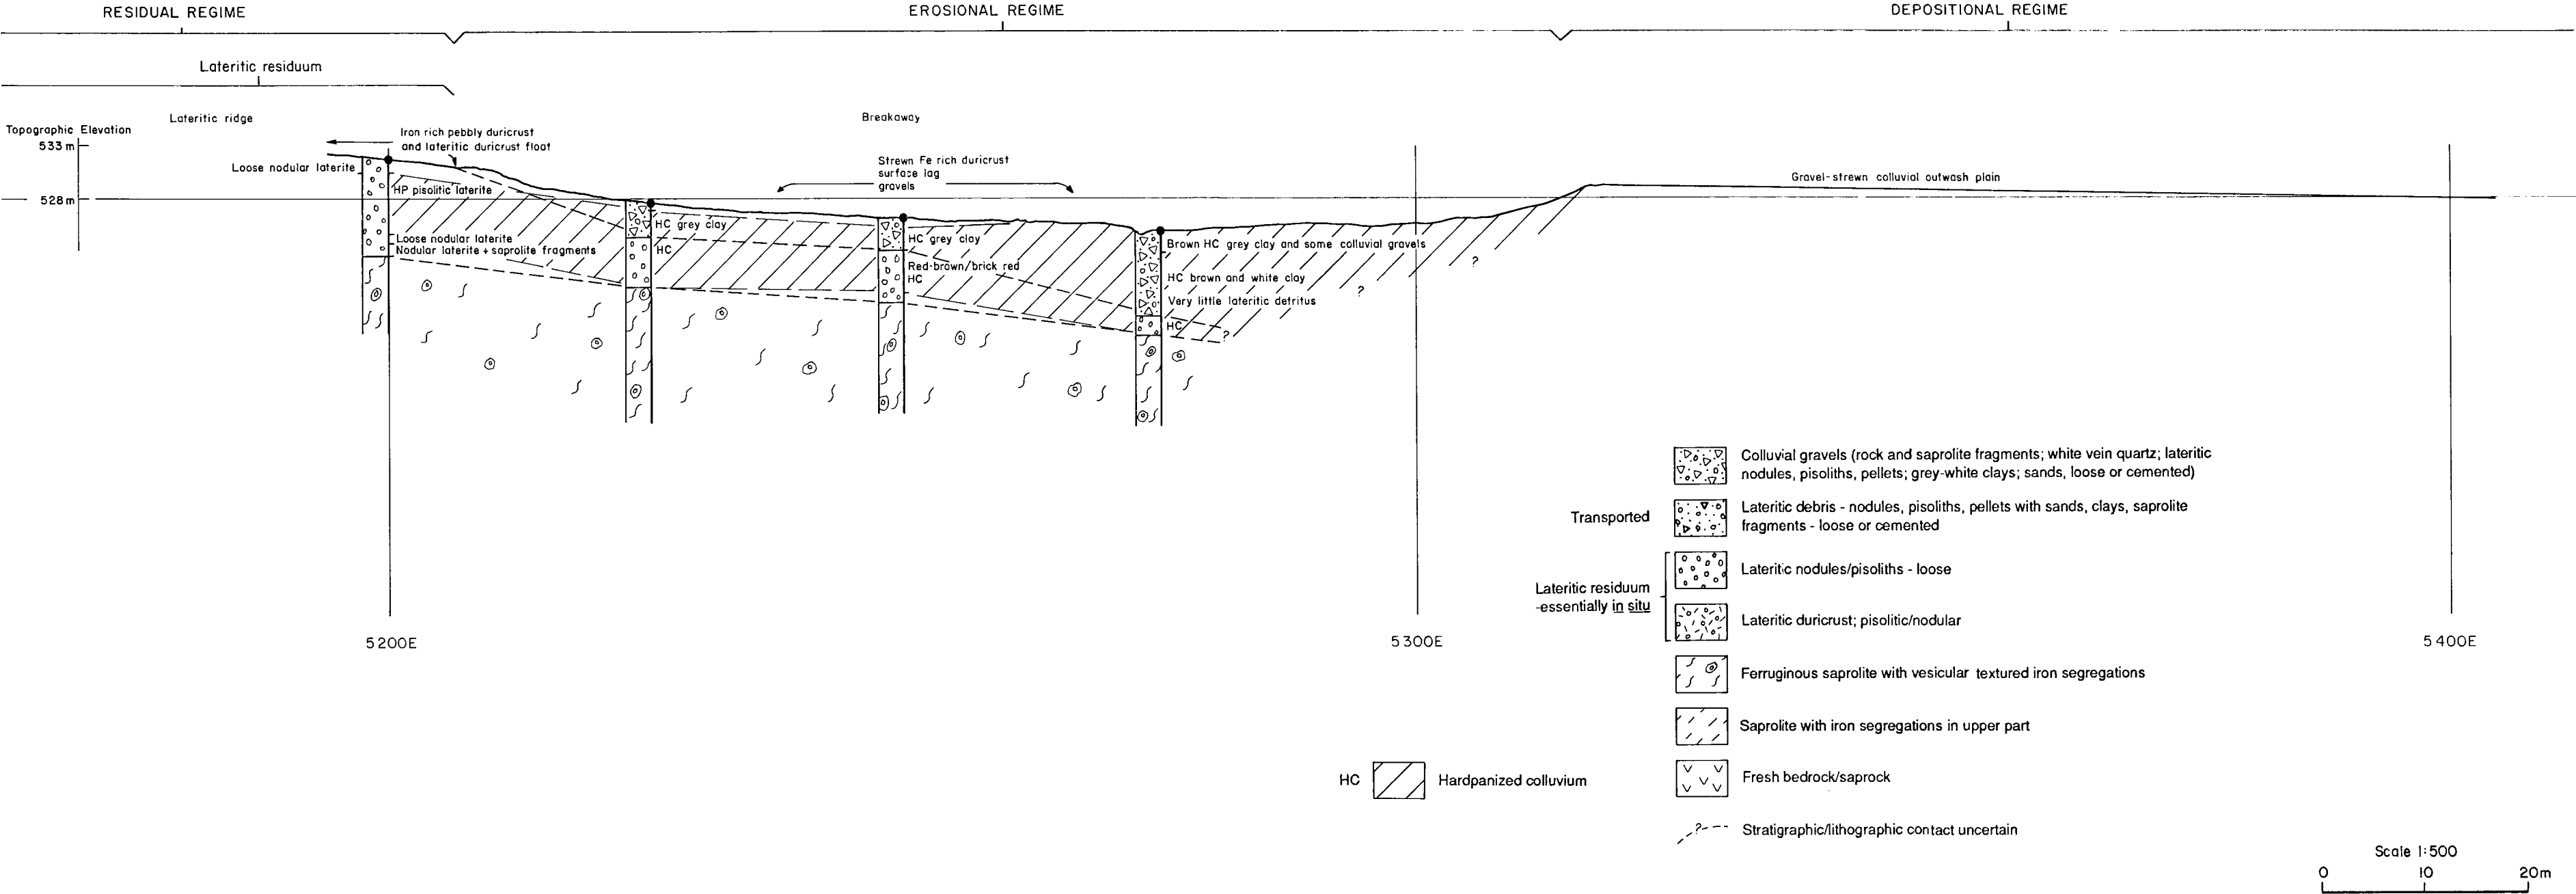 RESIDUAL REGIME
EROSIONAL REGIME
DEPOSITIONAL REGIME
Lateritic residuum
Lateritic ridge
Breakaway
Topographic Elevation
533 m
528 m
Iron rich pebbly duricrust
and lateritic duricrust float
Loose nodular laterite
HP pisolitic laterite
Strewn Fe rich duricrust
surface lag
gravels
Gravel-strewn colluvial outwash plain
Loose nodular laterite
Nodular laterite + saprolite fragments
HC grey clay
HC
HC grey clay
Red-brown/brick red
HC
Brown HC grey clay and some colluvial gravels
HC brown and white clay
Very little lateritic detritus
HC
?
?
?
5200E
5300E
5400E
Colluvial gravels (rock and saprolite fragments; white vein quartz; lateritic
nodules, pisoliths, pellets; grey-white clays; sands, loose or cemented)
Transported
Lateritic debris - nodules, pisoliths, pellets with sands, clays, saprolite
fragments - loose or cemented
Lateritic nodules/pisoliths - loose
Lateritic residuum
-essentially in situ
Lateritic duricrust; pisolitic/nodular
Ferruginous saprolite with vesicular textured iron segregations
Saprolite with iron segregations in upper part
HC
Hardpanized colluvium
Fresh bedrock/saprock
?
Stratigraphic/lithographic contact uncertain
Scale 1:500
0 10 20m